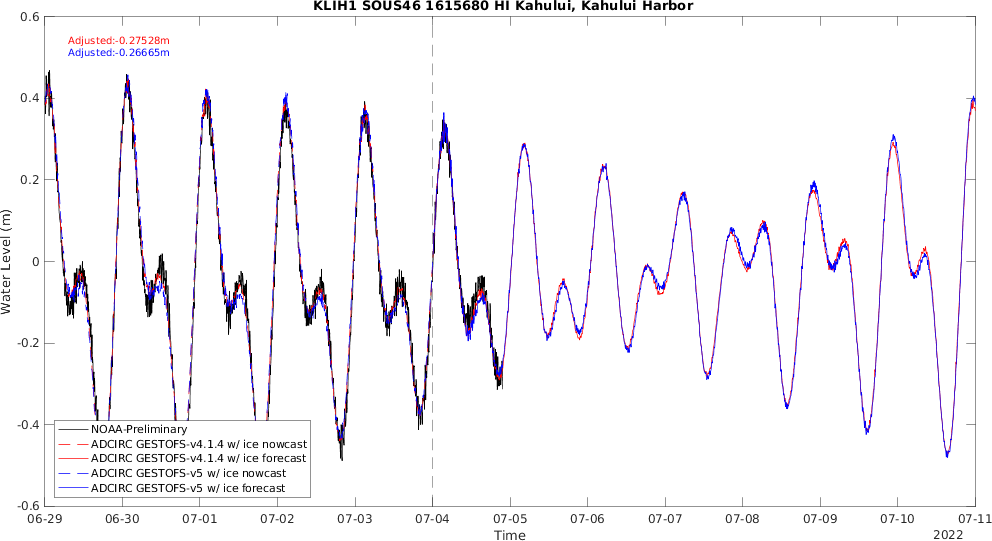 KLIH1 SOUS46 1615680 HI Kahului, Kahului Harbor
Adjusted:-0.27528m
Adjusted:-0.26665m
0.6
0.4
0.2
0
-0.2
-0.4
-0.6
Water Level (m)
NOAA-Preliminary
ADCIRC GESTOFS-v4.1.4 w/ ice nowcast
ADCIRC GESTOFS-v4.1.4 w/ ice forecast
ADCIRC GESTOFS-v5 w/ ice nowcast
ADCIRC GESTOFS-v5 w/ ice forecast
06-29 06-30 07-01 07-02 07-03 07-04 07-05 07-06 07-07 07-08 07-09 07-10 07-11
Time
2022